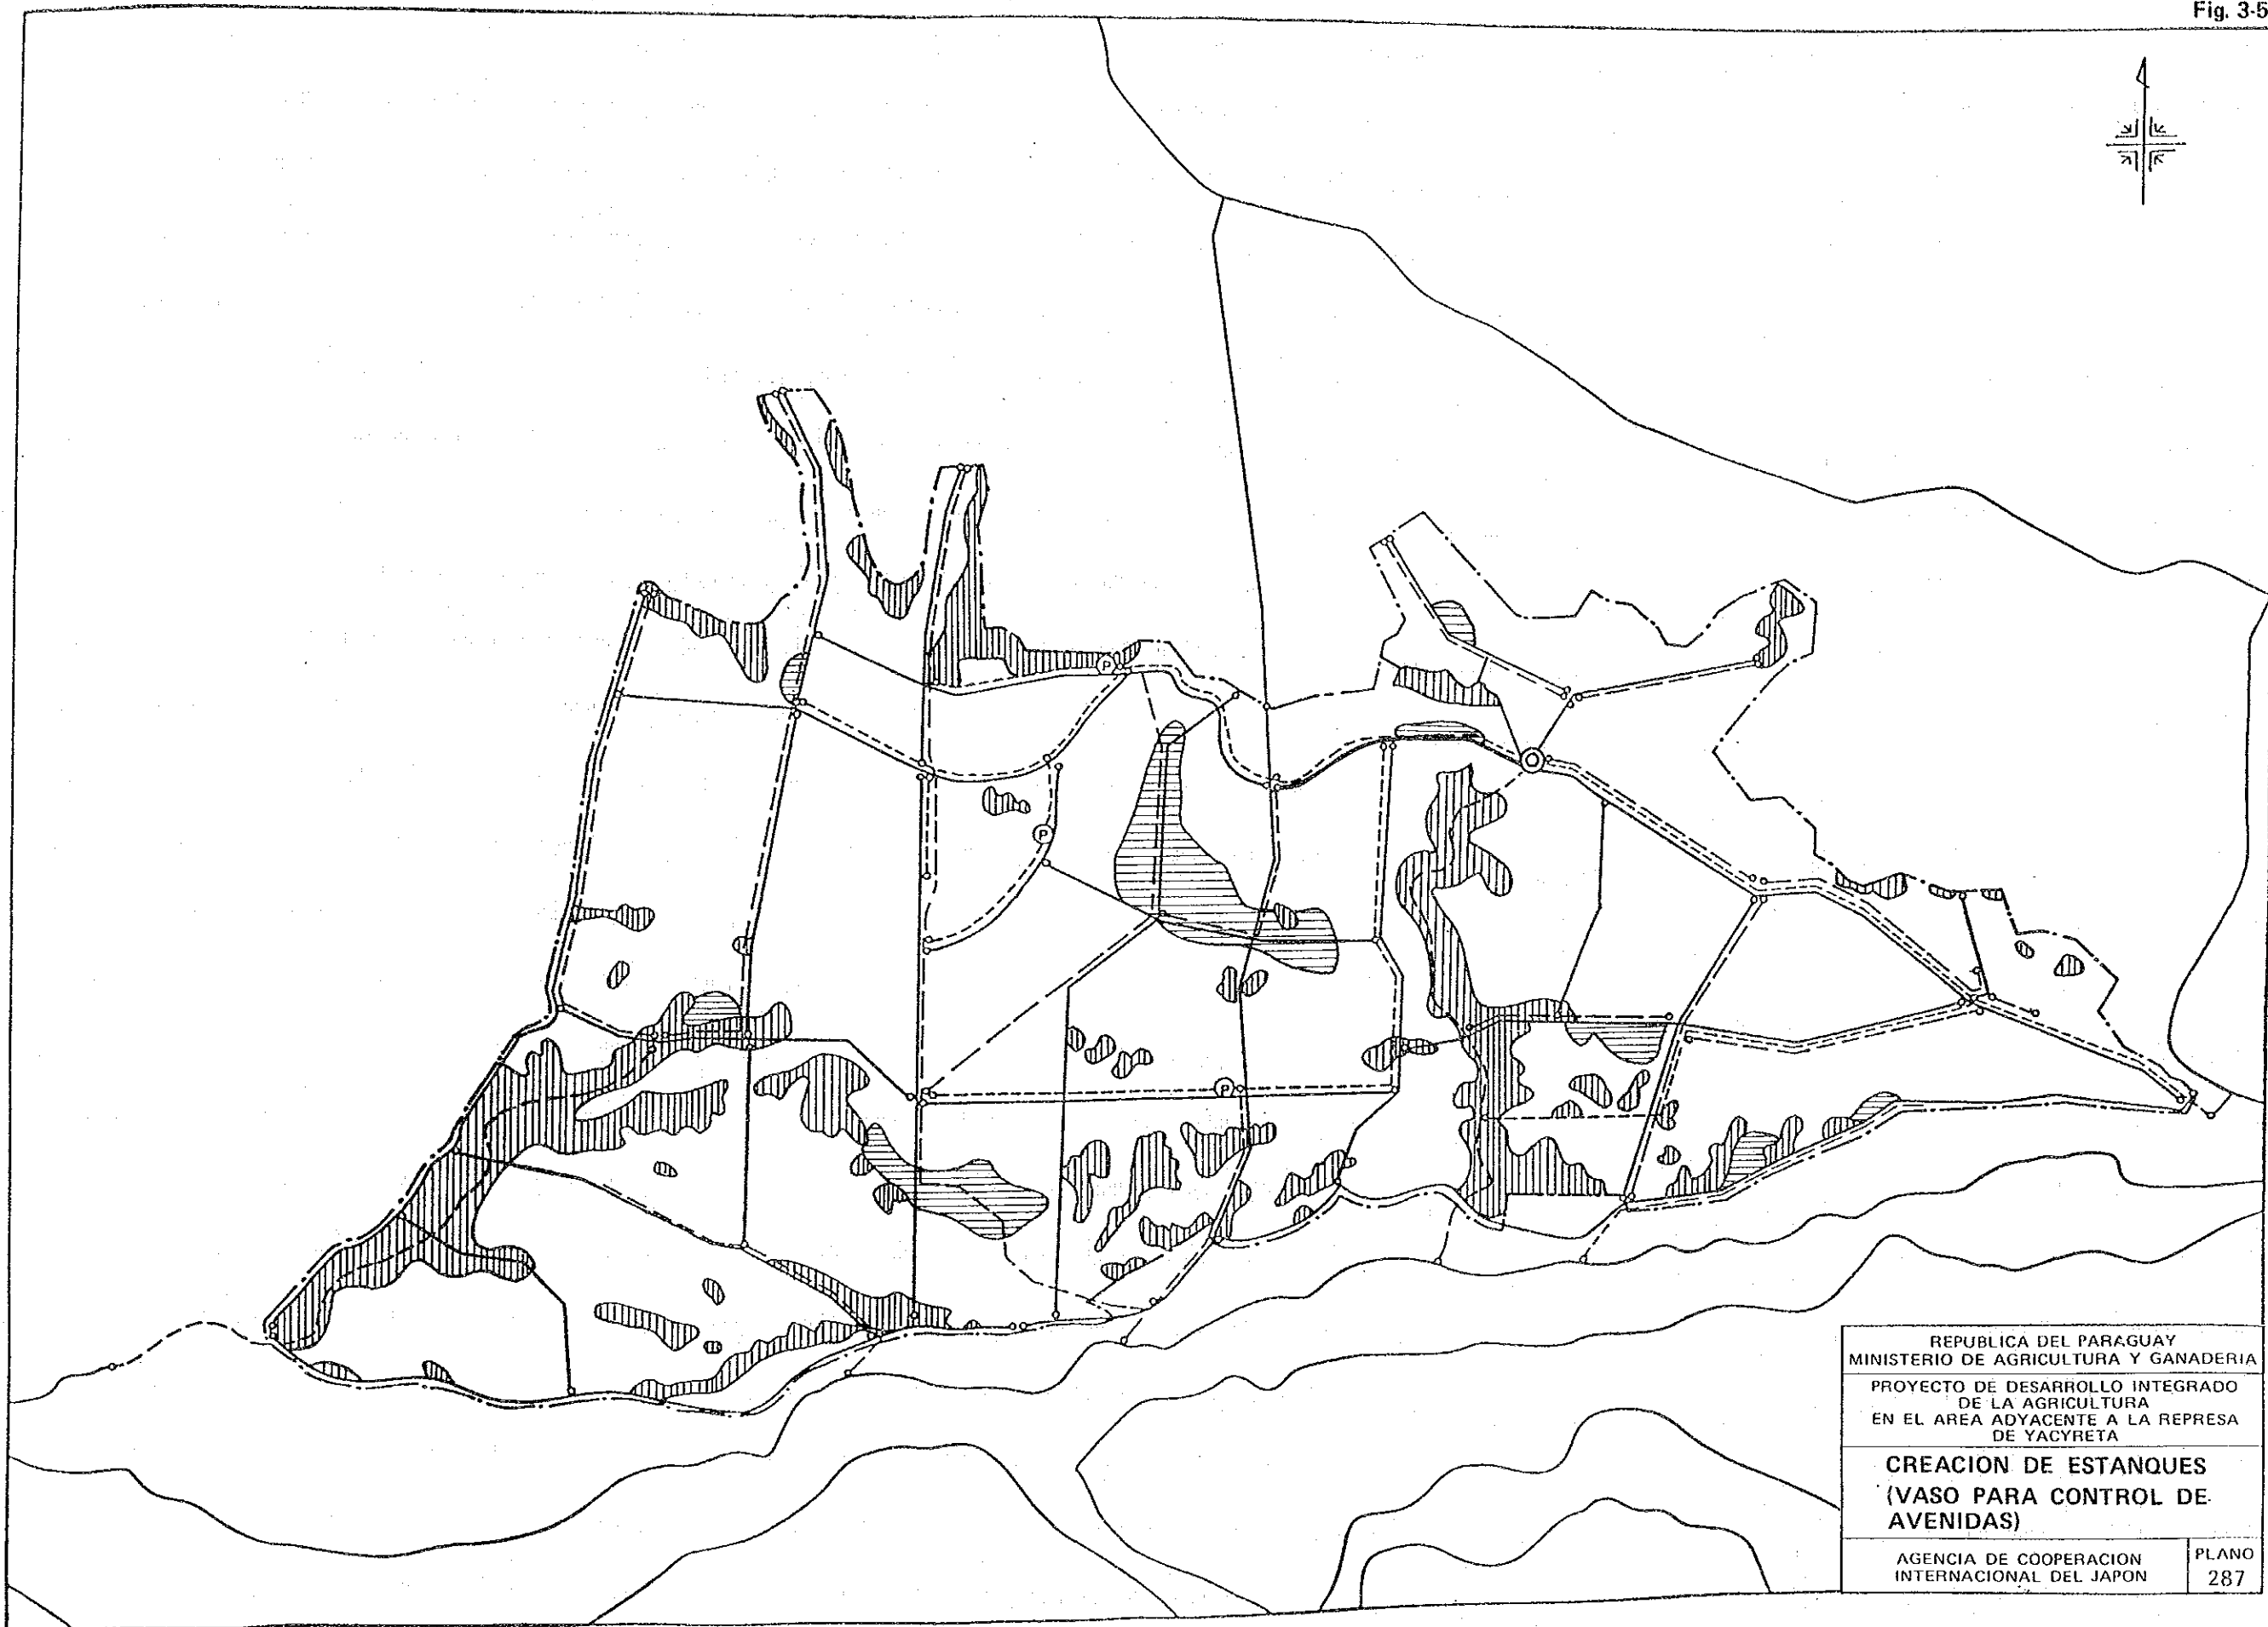 Fig. 3-5
P
P
P
REPUBLICA DEL PARAGUAY
MINISTERIO DE AGRICULTURA Y GANADERIA
PROYECTO DE DESARROLLO INTEGRADO
DE LA AGRICULTURA
EN EL AREA ADYACENTE A LA REPRESA
DE YACYRETA
CREACION DE ESTANQUES
(VASO PARA CONTROL DE
AVENIDAS)
AGENCIA DE COOPERACION
INTERNACIONAL DEL JAPON
PLANO
287